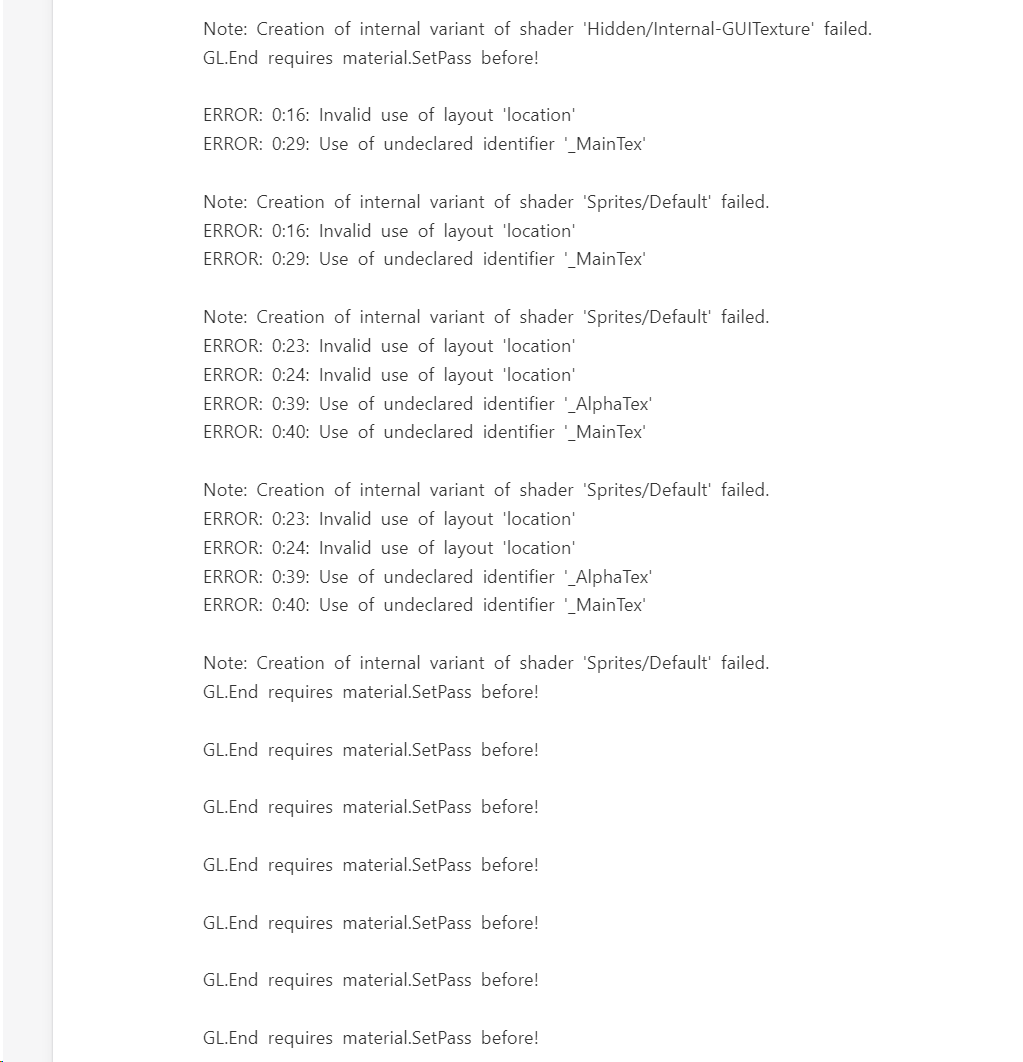 Note: Creation of internal variant of shader 'Hidden/Internal-GUITexture' failed.
GL.End requires material.SetPass before!
ERROR: 0:16: Invalid use of layout 'location'
ERROR: 0:29: Use of undeclared identifier '_MainTex'
Note: Creation of internal variant of shader 'Sprites/Default' failed.
ERROR: 0:16: Invalid use of layout 'location'
ERROR: 0:29: Use of undeclared identifier '_MainTex'
Note: Creation of internal variant of shader 'Sprites/Default' failed.
ERROR: 0:23: Invalid use of layout 'location'
ERROR: 0:24: Invalid use of layout 'location'
ERROR: 0:39: Use of undeclared identifier '_AlphaTex'
ERROR: 0:40: Use of undeclared identifier '_MainTex'
Note: Creation of internal variant of shader 'Sprites/Default' failed.
ERROR: 0:23: Invalid use of layout 'location'
ERROR: 0:24: Invalid use of layout 'location'
ERROR: 0:39: Use of undeclared identifier '_AlphaTex'
ERROR: 0:40: Use of undeclared identifier '_MainTex'
Note: Creation of internal variant of shader 'Sprites/Default' failed.
GL.End requires material.SetPass before!
GL.End requires material.SetPass before!
GL.End requires material.SetPass before!
GL.End requires material.SetPass before!
GL.End requires material.SetPass before!
GL.End requires material.SetPass before!
GL.End requires material.SetPass before!